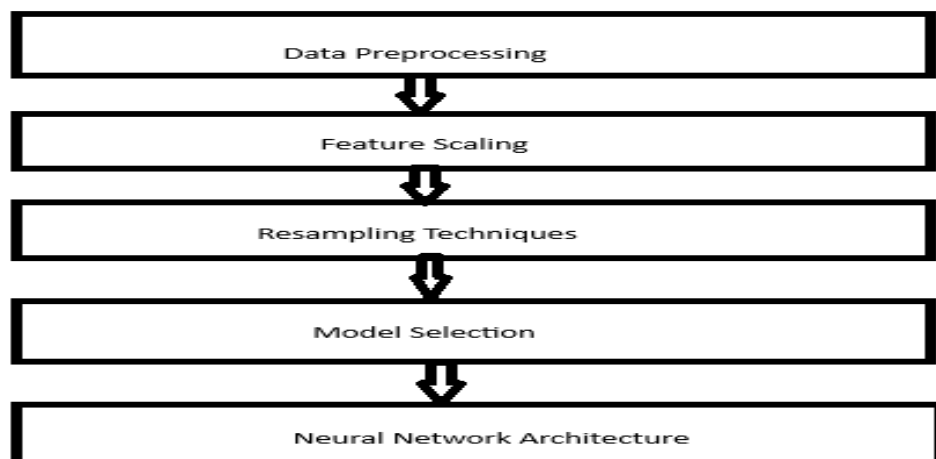 Data Preprocessing
Feature Scaling
Resampling Techniques
Model Selection
Neural Network Architecture